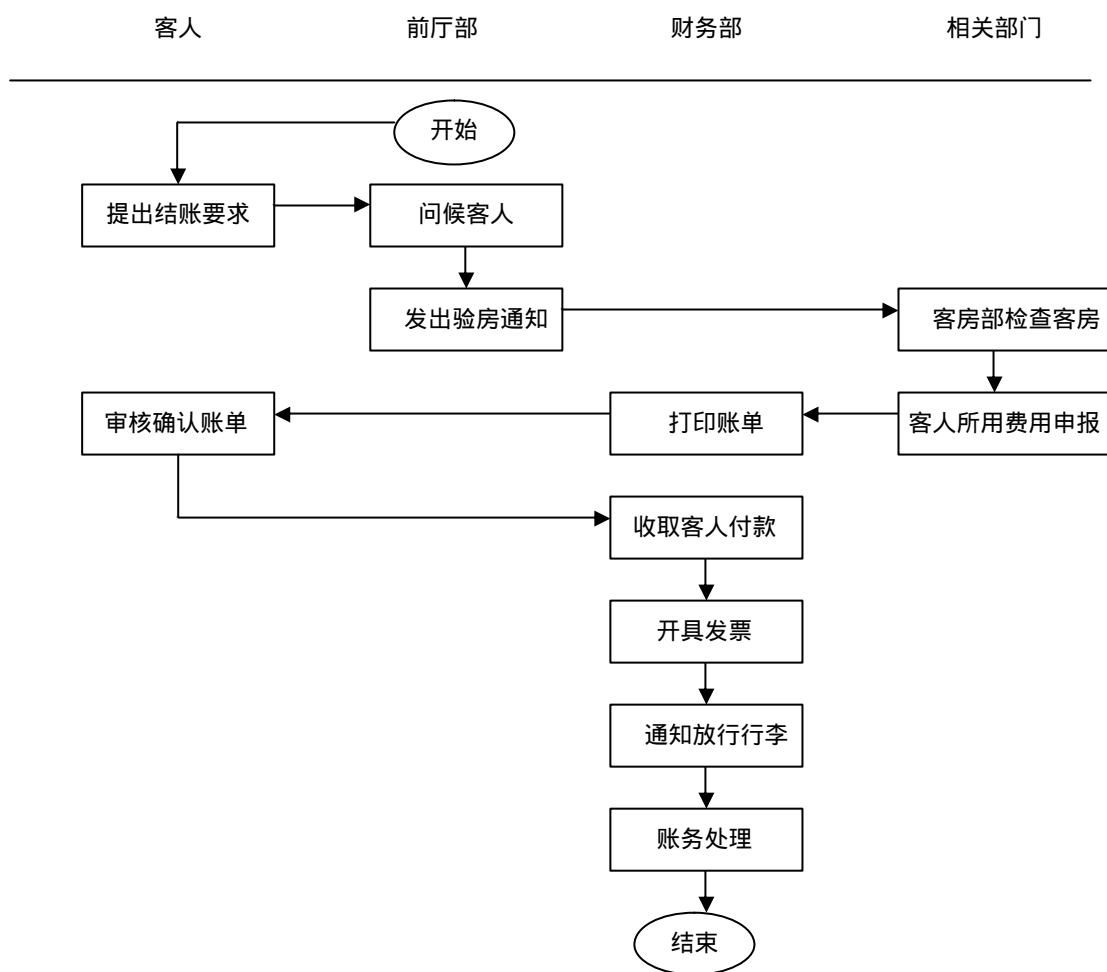 客人 前厅部 财务部 相关部门
开始
提出结账要求 问候客人
发出验房通知 客房部检查客房
审核确认账单 打印账单 客人所用费用申报
收取客人付款
开具发票
通知放行行李
账务处理
结束